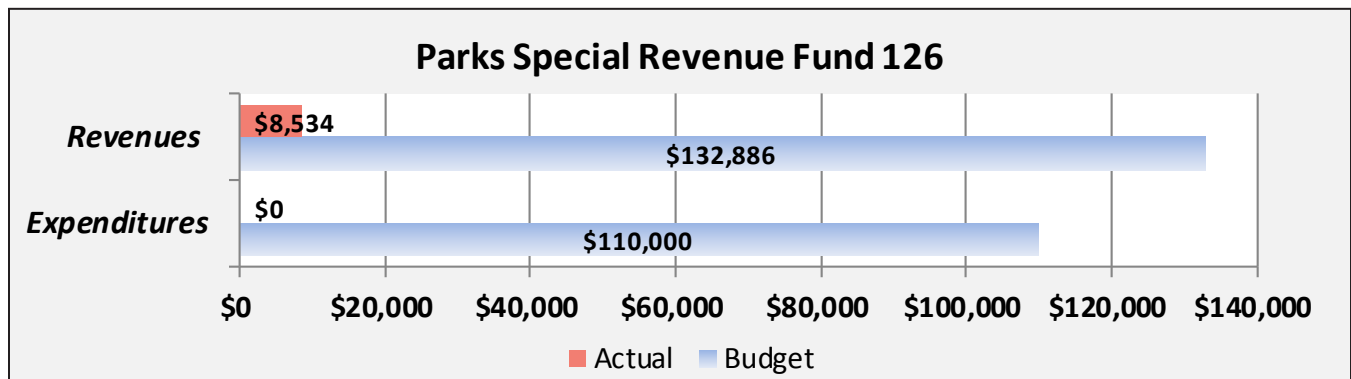 Parks Special Revenue Fund 126
Revenues
$8,534
$132,886
Expenditures
$0
$110,000
$0 $20,000 $40,000 $60,000 $80,000 $100,000 $120,000 $140,000
Actual Budget